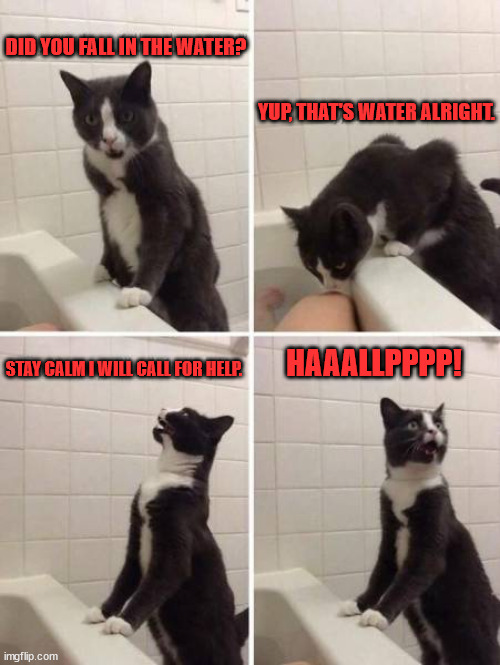 DID YOU FALL IN THE WATER?
YUP, THAT'S WATER ALRIGHT.
STAY CALM I WILL CALL FOR HELP.
HAAALLPPPP!
imgflip.com